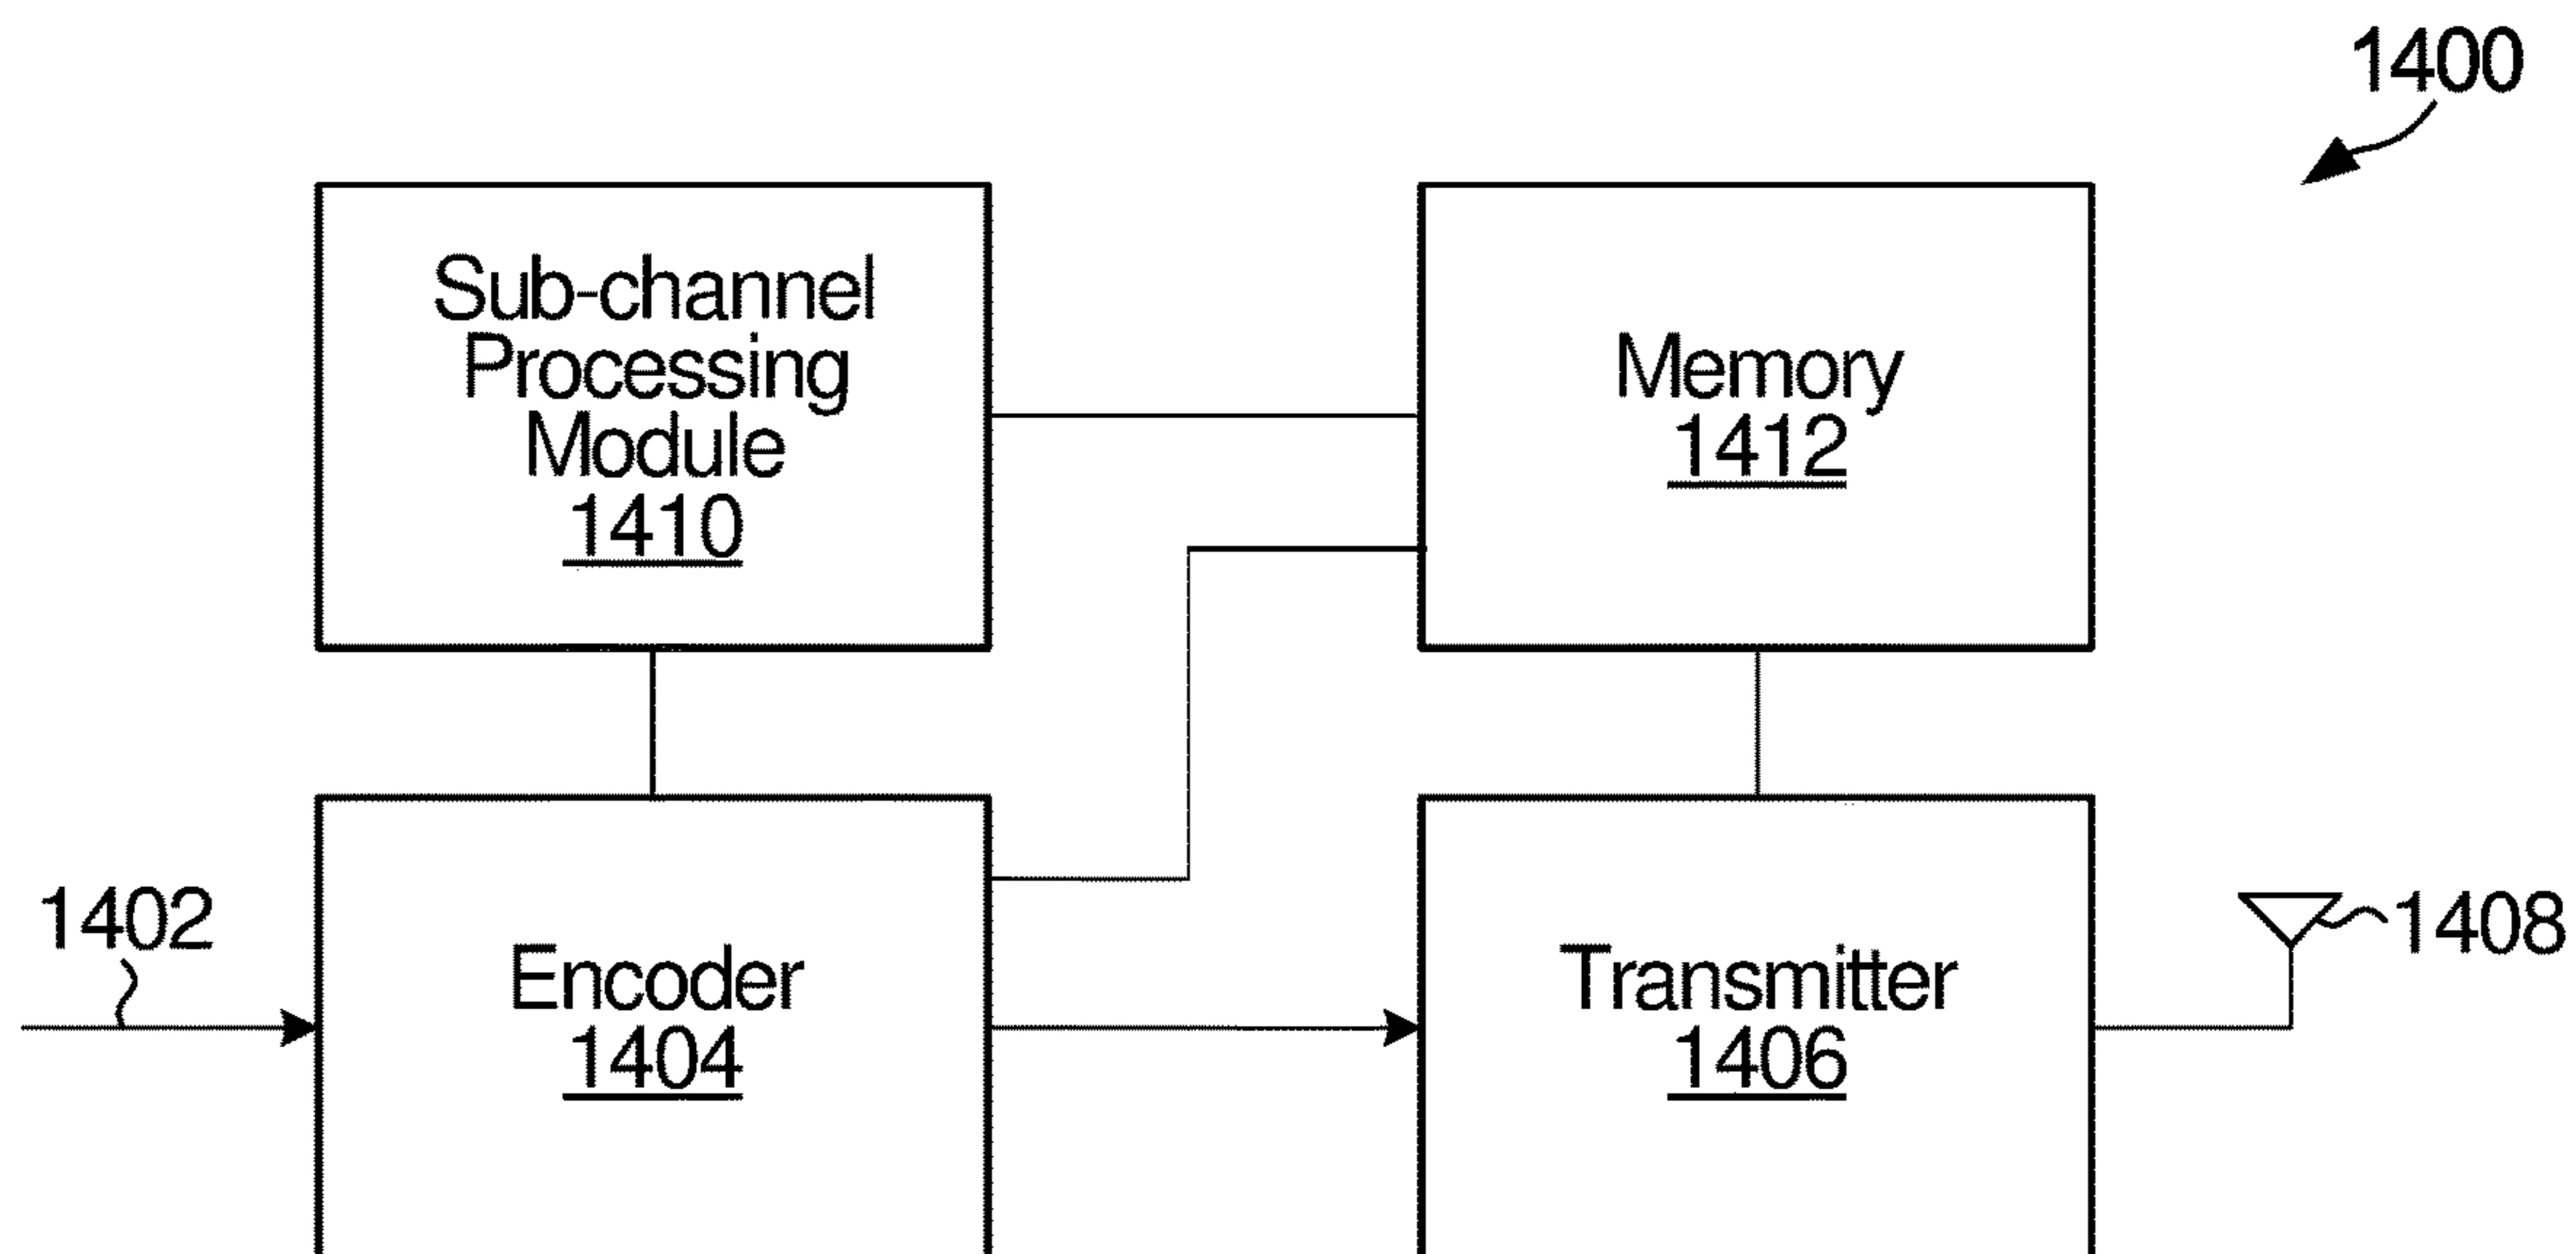 1400
Sub-channel
Processing
Module
1410
Memory
1412
1402
Encoder
1404
Transmitter
1406
1408